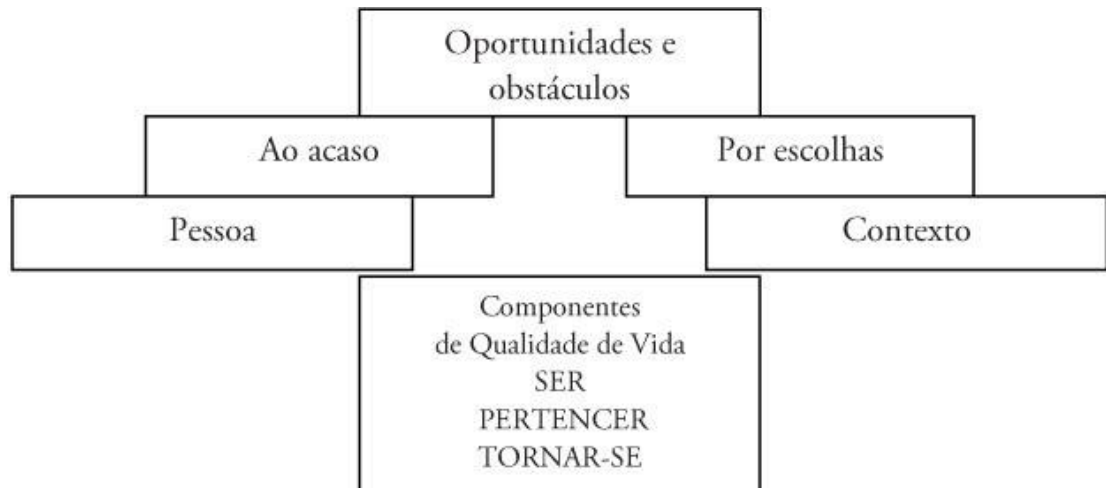 Oportunidades e
obstáculos
Ao acaso
Por escolhas
Pessoa
Contexto
Componentes
de Qualidade de Vida
SER
PERTENCER
TORNAR-SE